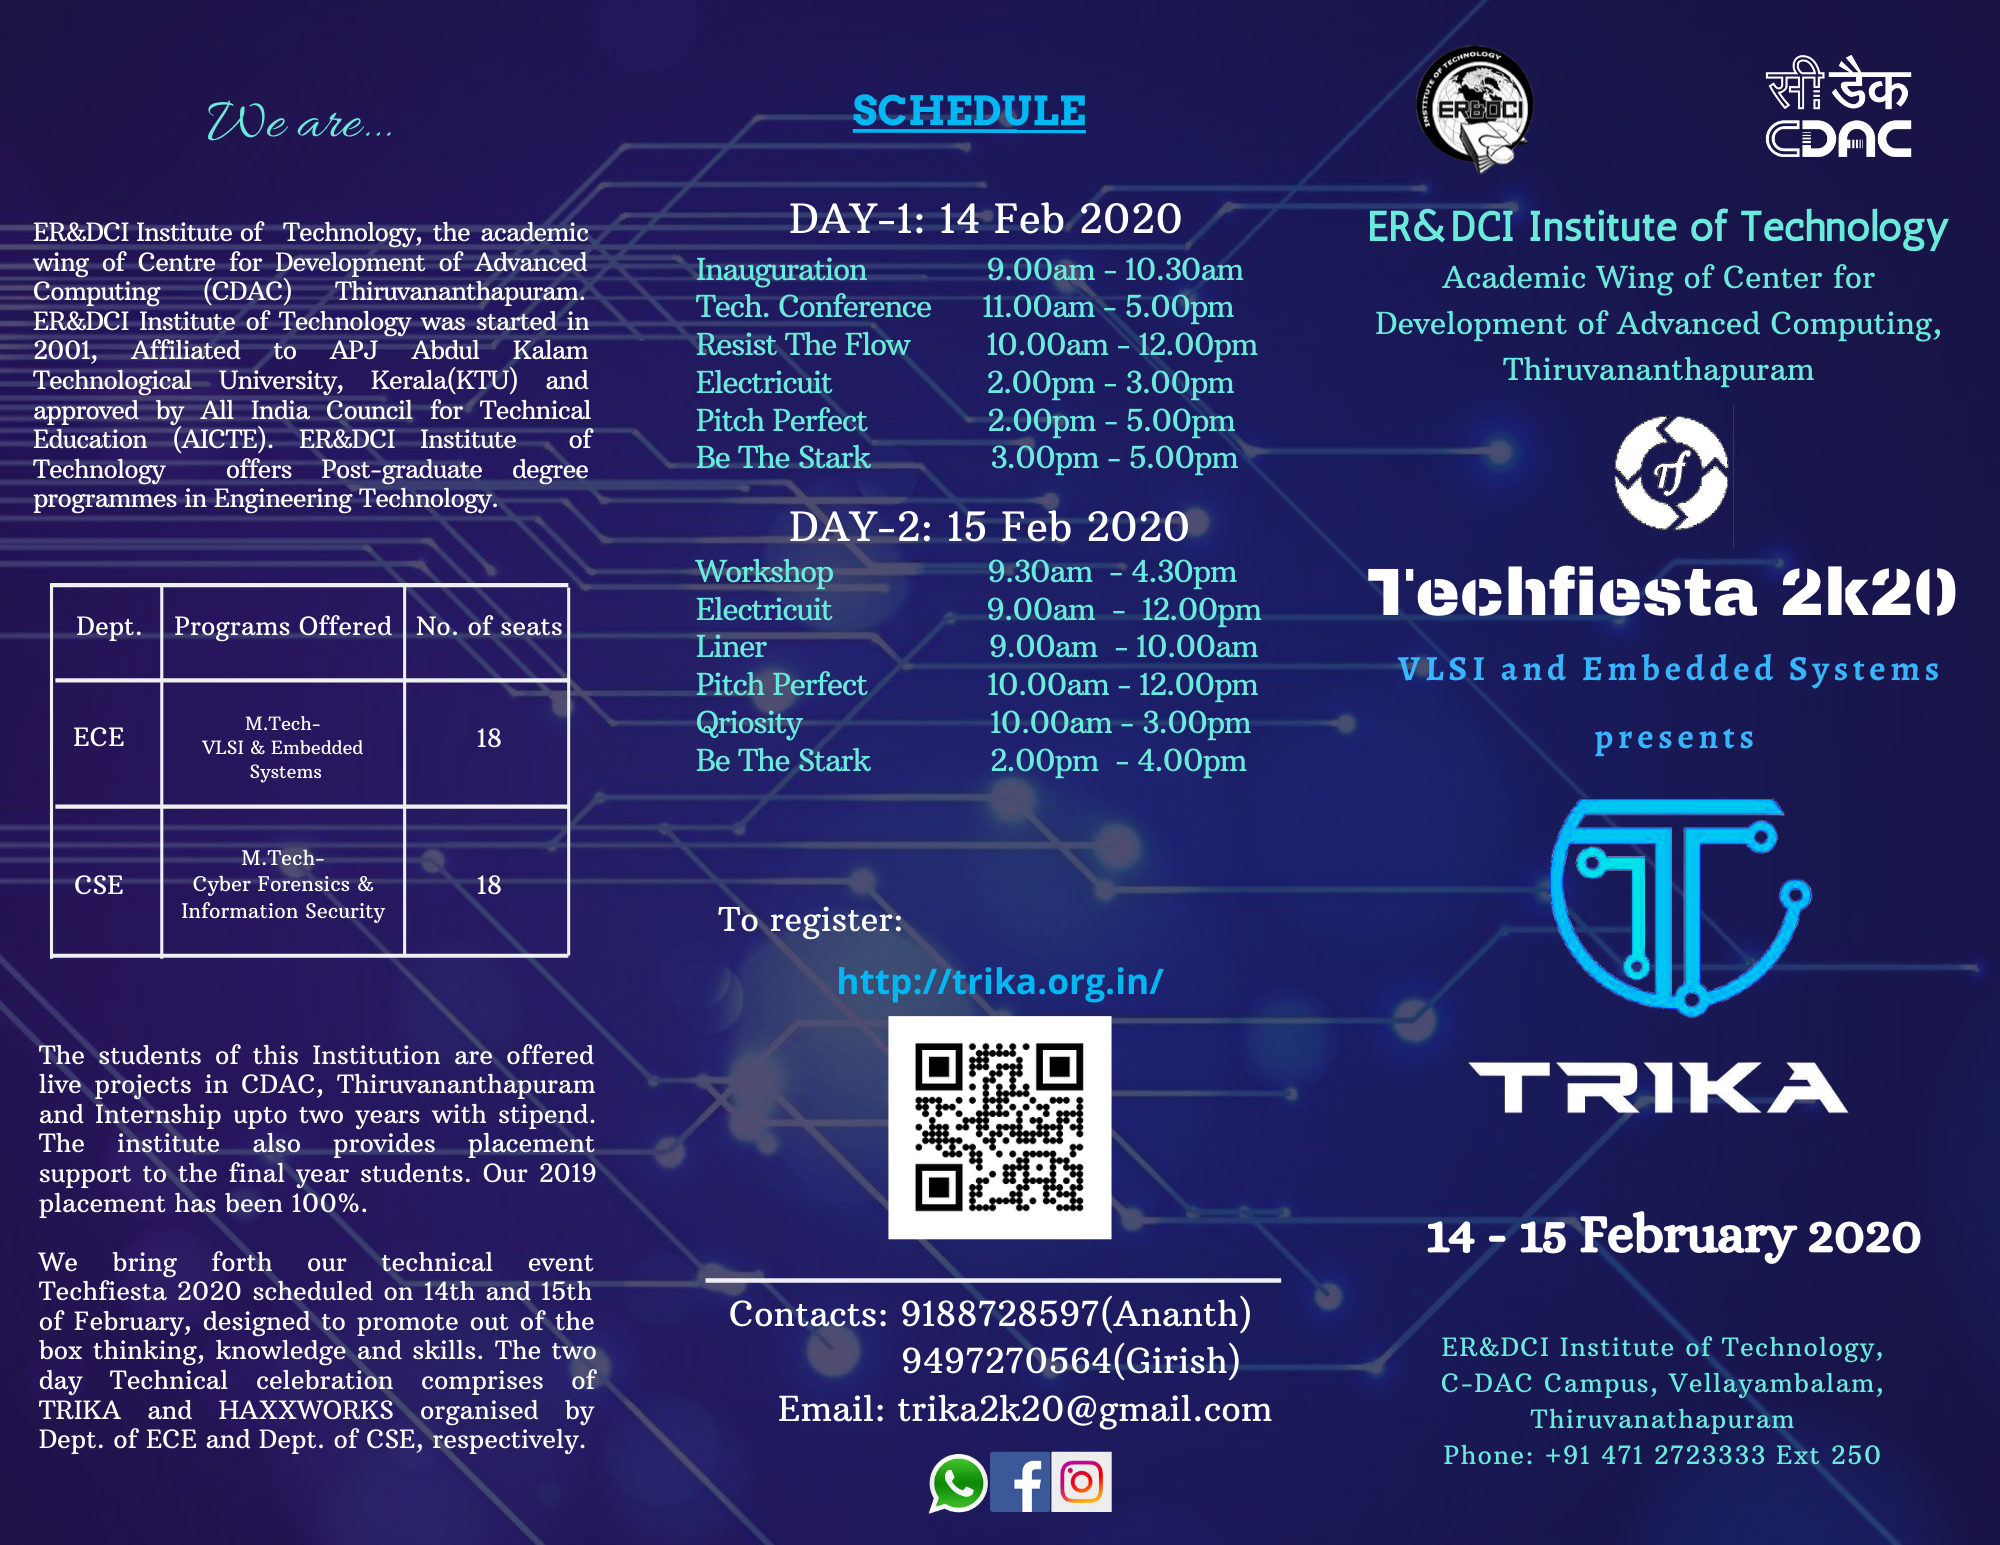 We are...
ER&DCI Institute of Technology, the academic
wing of Centre for Development of Advanced
Computing (CDAC) Thiruvananthapuram.
ER&DCI Institute of Technology was started in
2001, Affiliated to APJ Abdul Kalam
Technological University, Kerala(KTU) and
approved by All India Council for Technical
Education (AICTE). ER&DCI Institute of
Technology offers Post-graduate degree
programmes in Engineering Technology.
Dept. Programs Offered No. of seats
ECE M.Tech- 18
VLSI & Embedded
Systems
CSE M.Tech- 18
Cyber Forensics &
Information Security
The students of this Institution are offered
live projects in CDAC, Thiruvananthapuram
and Internship upto two years with stipend.
The institute also provides placement
support to the final year students. Our 2019
placement has been 100%.
We bring forth our technical event
Techfiesta 2020 scheduled on 14th and 15th
of February, designed to promote out of the
box thinking, knowledge and skills. The two
day Technical celebration comprises of
TRIKA and HAXXWORKS organised by
Dept. of ECE and Dept. of CSE, respectively.
SCHEDULE
DAY-1: 14 Feb 2020
Inauguration 9.00am - 10.30am
Tech. Conference 11.00am - 5.00pm
Resist The Flow 10.00am - 12.00pm
Electricuit 2.00pm - 3.00pm
Pitch Perfect 2.00pm - 5.00pm
Be The Stark 3.00pm - 5.00pm
DAY-2: 15 Feb 2020
Workshop 9.30am - 4.30pm
Electricuit 9.00am - 12.00pm
Liner 9.00am - 10.00am
Pitch Perfect 10.00am - 12.00pm
Qriosity 10.00am - 3.00pm
Be The Stark 2.00pm - 4.00pm
To register:
http://trika.org.in/
Contacts: 9188728597(Ananth)
9497270564(Girish)
Email: trika2k20@gmail.com
INSTITUTE OF TECHNOLOGY
ER&DCI
सी डैक
CDAC
ER&DCI Institute of Technology
Academic Wing of Center for
Development of Advanced Computing,
Thiruvananthapuram
Tf
Techfiesta 2k20
VLSI and Embedded Systems
presents
TRIKA
14 - 15 February 2020
ER&DCI Institute of Technology,
C-DAC Campus, Vellayambalam,
Thiruvanathapuram
Phone: +91 471 2723333 Ext 250